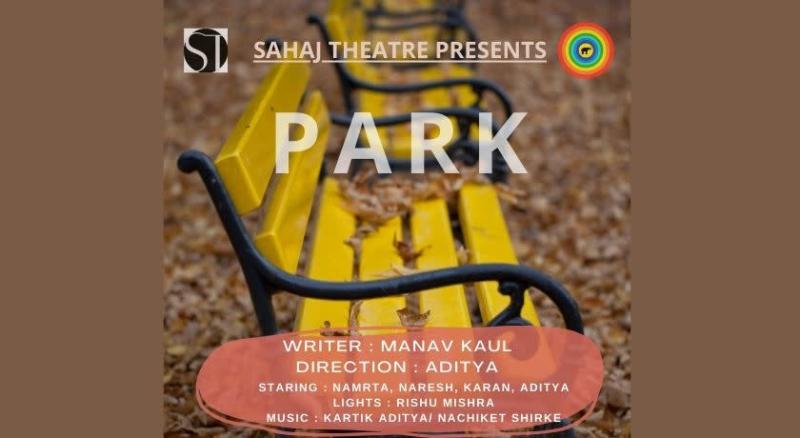 ST
SAHAJ THEATRE PRESENTS
PARK
WRITER : MANAV KAUL
DIRECTION : ADITYA
STARING : NAMRTA, NARESH, KARAN, ADITYA
LIGHTS : RISHU MISHRA
MUSIC : KARTIK ADITYA/ NACHIKET SHIRKE